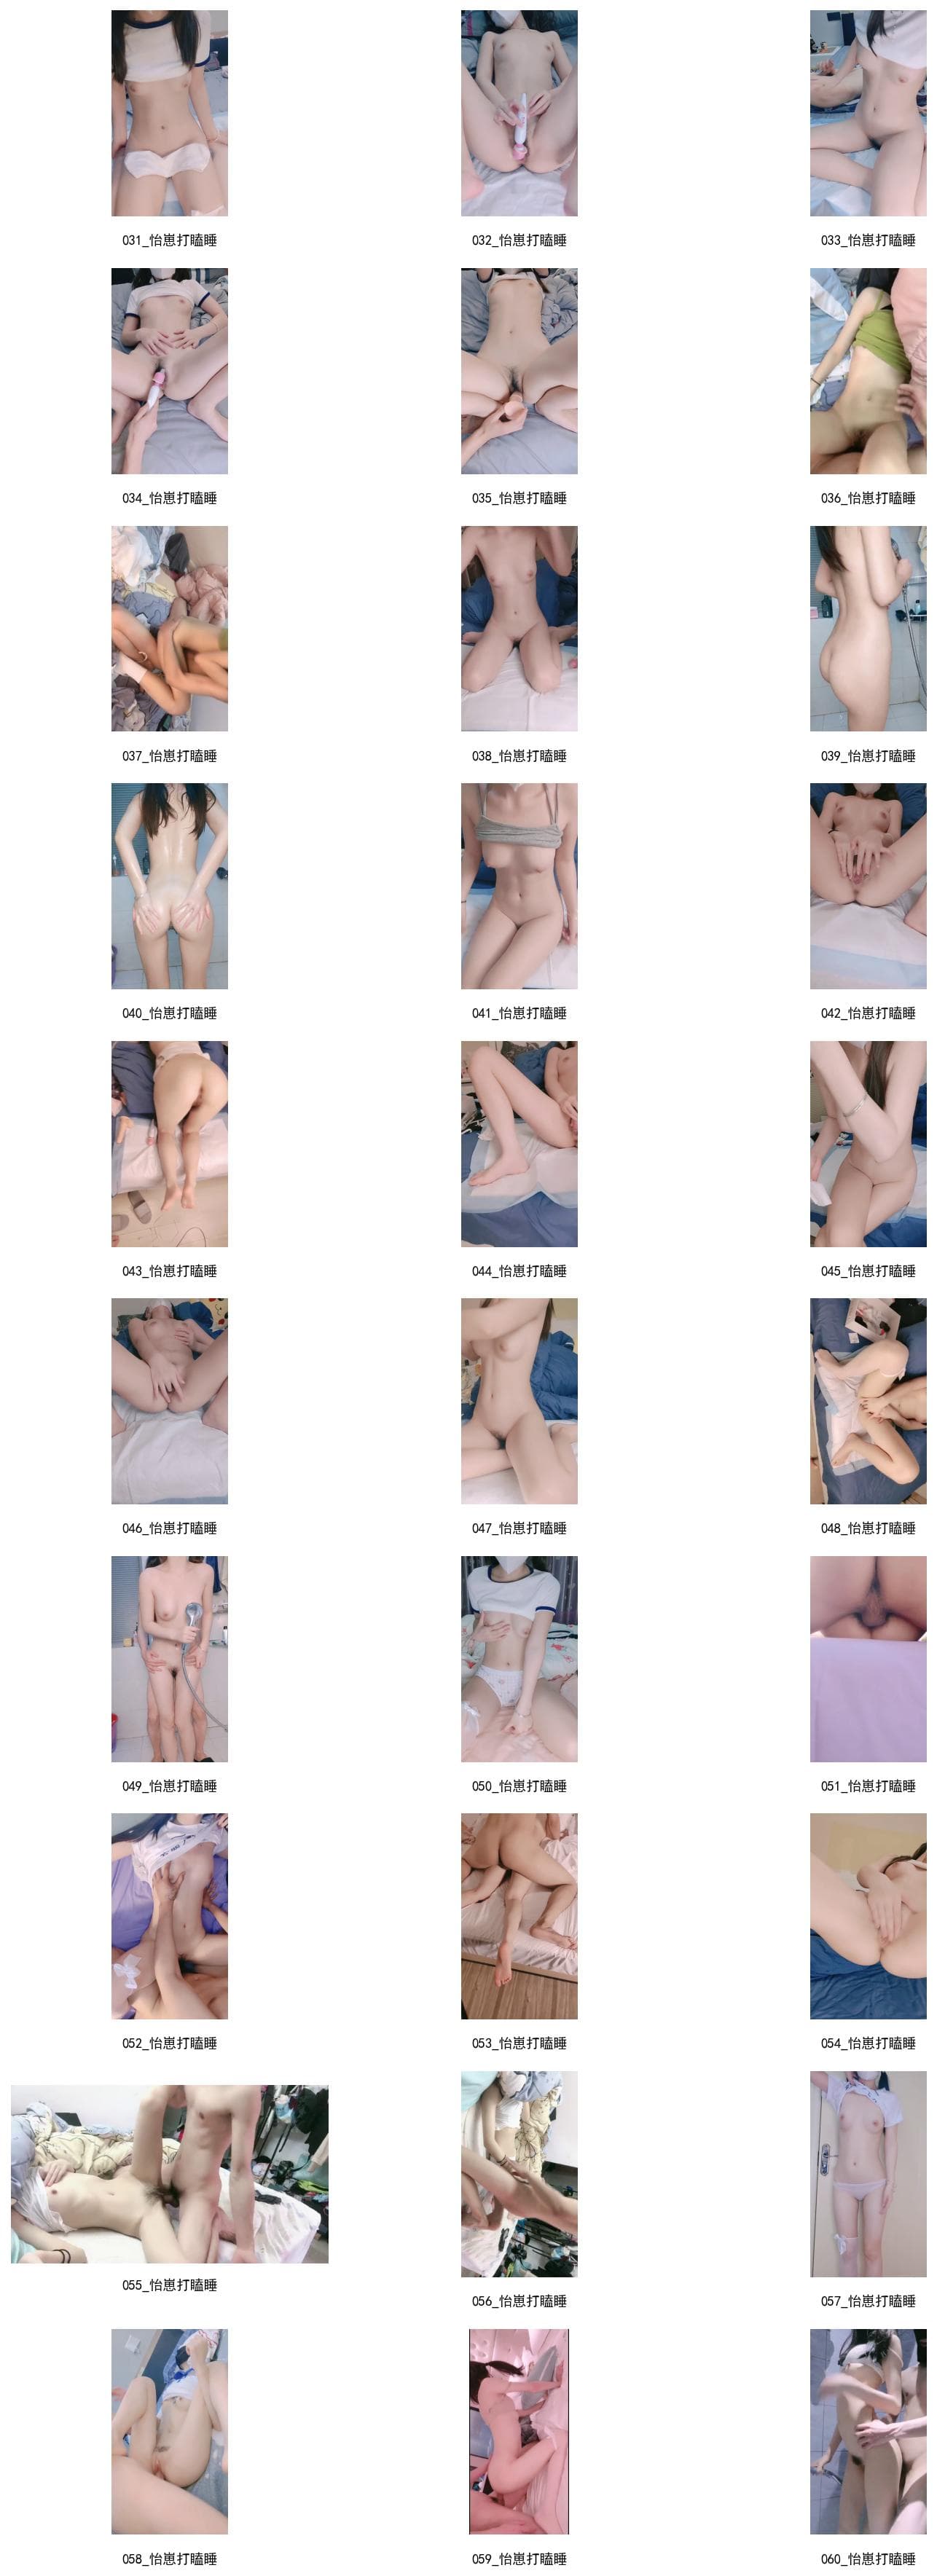 031_怡崽打瞌睡
032_怡崽打瞌睡
033_怡崽打瞌睡
034_怡崽打瞌睡
035_怡崽打瞌睡
036_怡崽打瞌睡
037_怡崽打瞌睡
038_怡崽打瞌睡
039_怡崽打瞌睡
040_怡崽打瞌睡
041_怡崽打瞌睡
042_怡崽打瞌睡
043_怡崽打瞌睡
044_怡崽打瞌睡
045_怡崽打瞌睡
046_怡崽打瞌睡
047_怡崽打瞌睡
048_怡崽打瞌睡
049_怡崽打瞌睡
050_怡崽打瞌睡
051_怡崽打瞌睡
052_怡崽打瞌睡
053_怡崽打瞌睡
054_怡崽打瞌睡
055_怡崽打瞌睡
056_怡崽打瞌睡
057_怡崽打瞌睡
058_怡崽打瞌睡
059_怡崽打瞌睡
060_怡崽打瞌睡